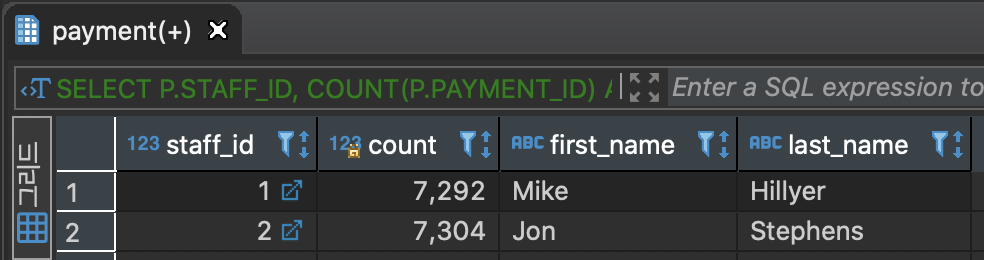 payment(+)
SELECT P.STAFF_ID, COUNT(P.PAYMENT_ID) A
Enter a SQL expression to
그리드
123 staff_id 123 count ABC first_name ABC last_name
1 1 7,292 Mike Hillyer
2 2 7,304 Jon Stephens